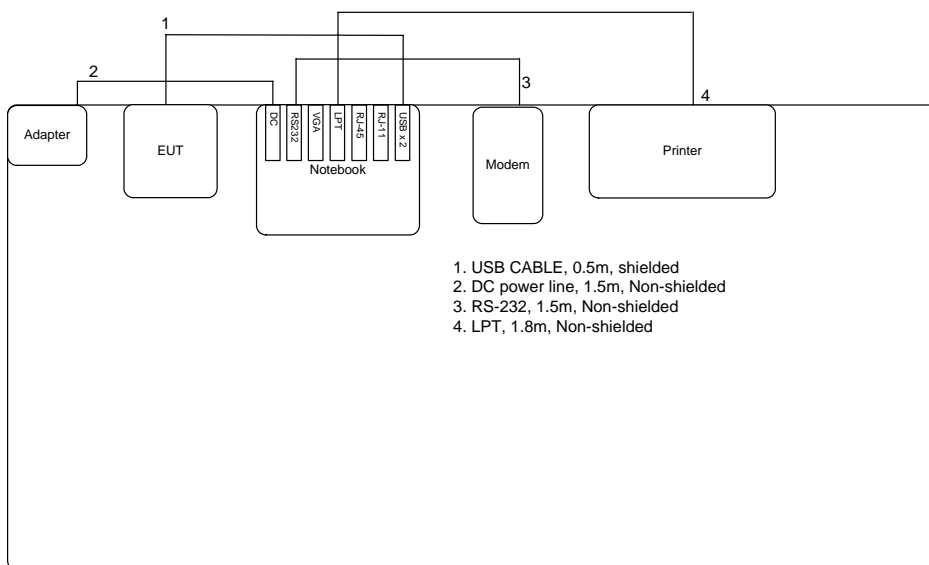 1
2
3
4
Adapter
EUT
DC
RS232
VGA
LPT
RJ-45
RJ-11
USB x 2
Notebook
Modem
Printer
1. USB CABLE, 0.5m, shielded
2. DC power line, 1.5m, Non-shielded
3. RS-232, 1.5m, Non-shielded
4. LPT, 1.8m, Non-shielded